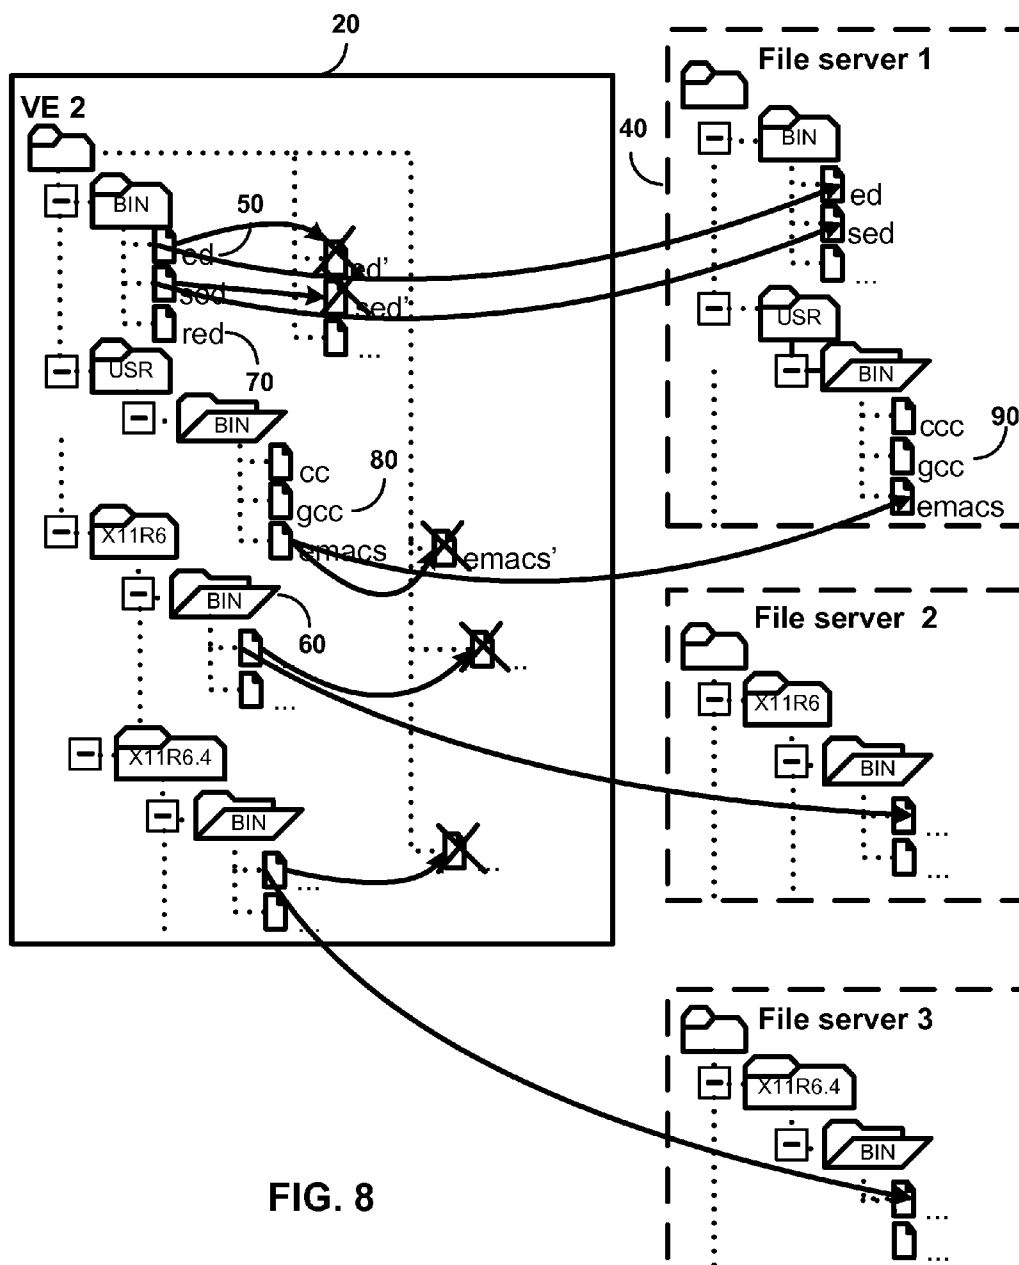 20
VE 2
BIN
50
ed
ed'
sed
sed'
red
...
70
USR
BIN
cc
80
gcc
emacs
emacs'
X11R6
BIN
60
...
...
X11R6.4
BIN
...
...
...
File server 1
40
BIN
ed
sed
...
USR
BIN
ccc
90
gcc
emacs
File server 2
X11R6
BIN
...
...
File server 3
X11R6.4
BIN
...
...
FIG. 8